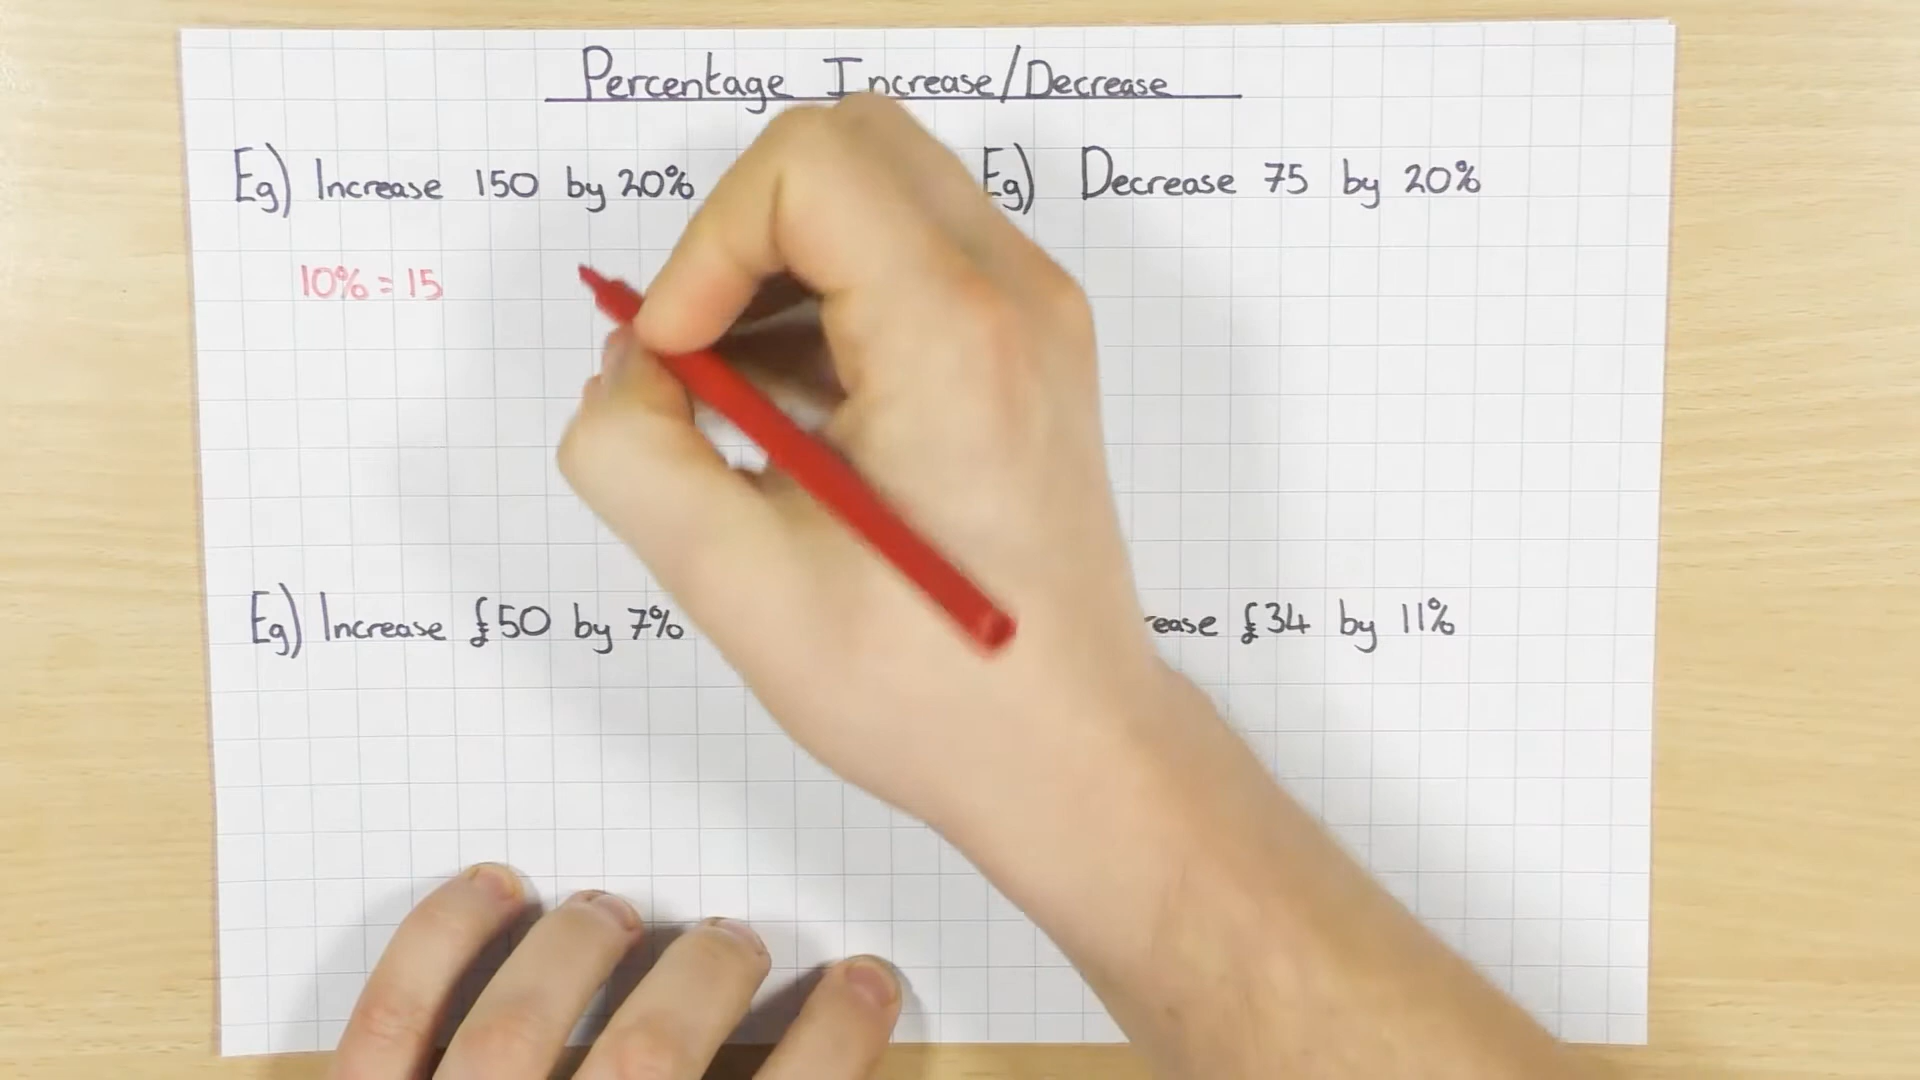 Percentage Increase/Decrease
Eg) Increase 150 by 20%
10% = 15
Eg) Decrease 75 by 20%
Eg) Increase £50 by 7%
rease £34 by 11%